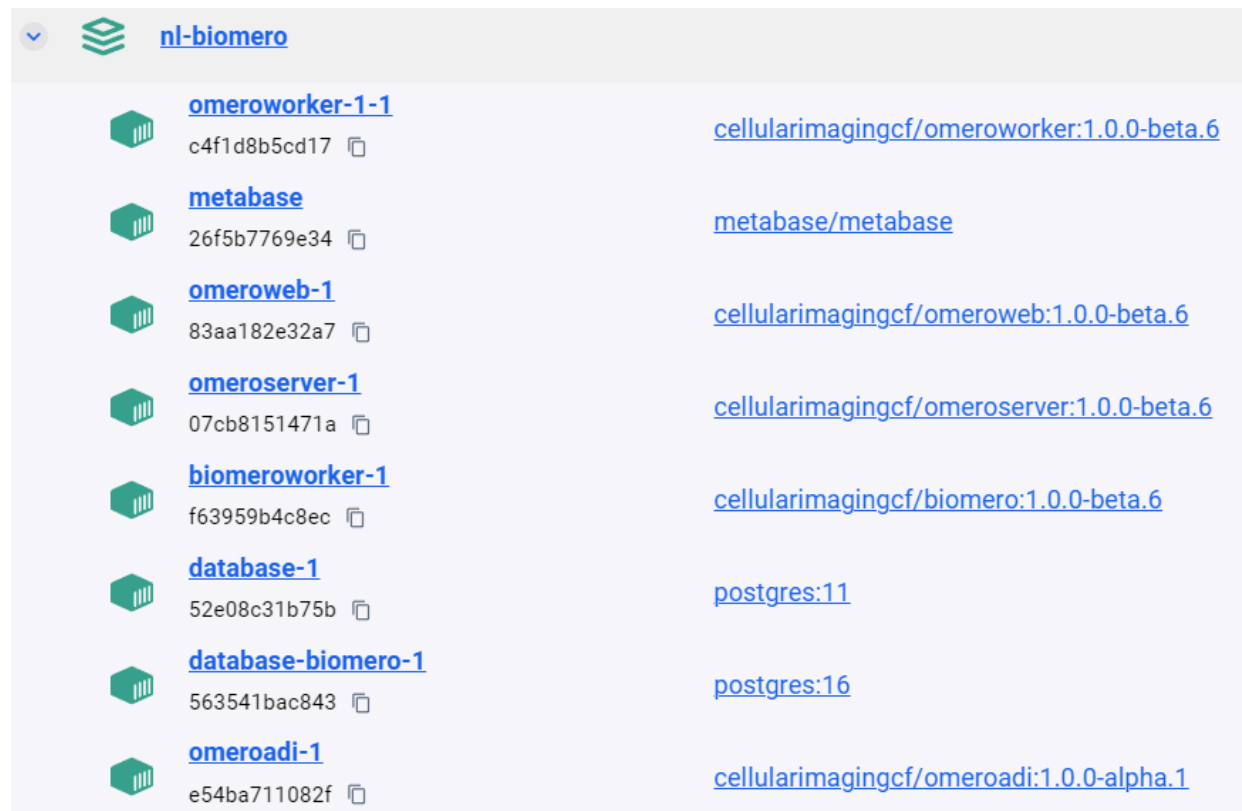 nl-biomero
omeroworker-1-1
c4f1d8b5cd17
cellularimagingcf/omeroworker:1.0.0-beta.6
metabase
26f5b7769e34
metabase/metabase
omeroweb-1
83aa182e32a7
cellularimagingcf/omeroweb:1.0.0-beta.6
omeroserver-1
07cb8151471a
cellularimagingcf/omeroserver:1.0.0-beta.6
biomeroworker-1
f63959b4c8ec
cellularimagingcf/biomero:1.0.0-beta.6
database-1
52e08c31b75b
postgres:11
database-biomero-1
563541bac843
postgres:16
omeroadi-1
e54ba711082f
cellularimagingcf/omeroadi:1.0.0-alpha.1